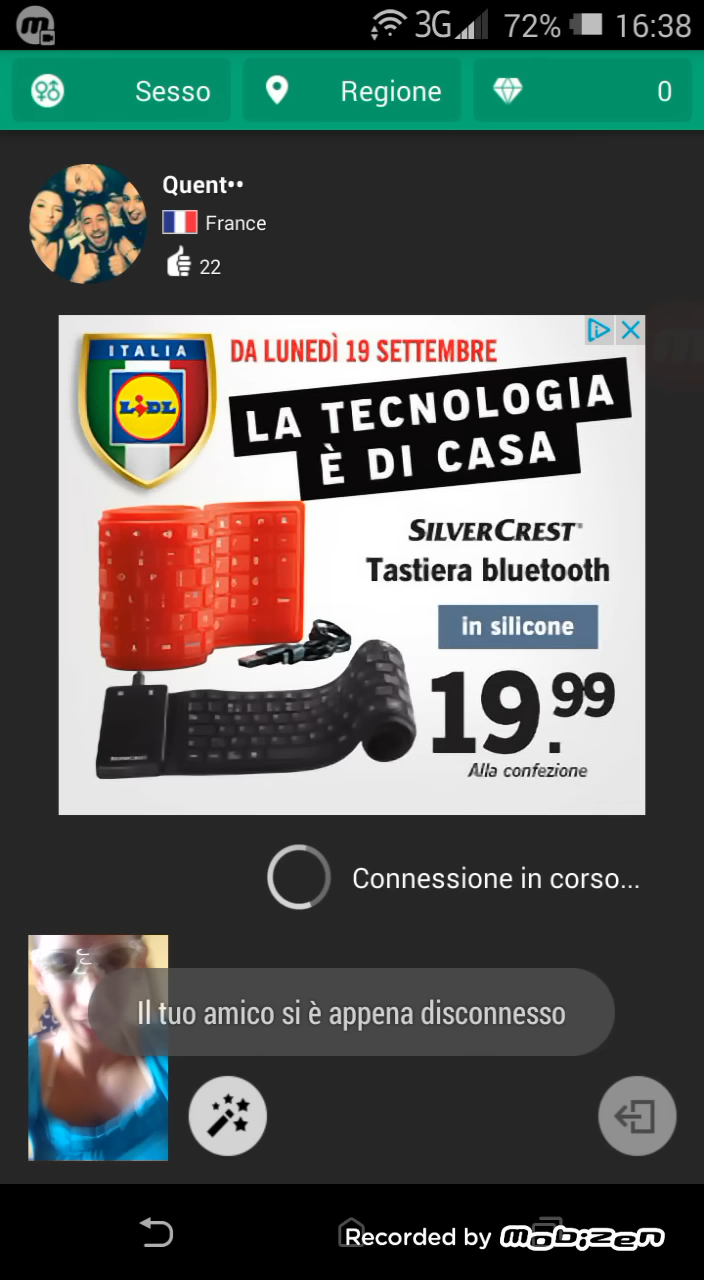 3G 72% 16:38
Sesso Regione 0
Quent••
France
22
ITALIA
LIDL
DA LUNEDÌ 19 SETTEMBRE
LA TECNOLOGIA
È DI CASA
SILVERCREST®
Tastiera bluetooth
in silicone
19.99
Alla confezione
Connessione in corso...
Il tuo amico si è appena disconnesso
Recorded by Mobizen